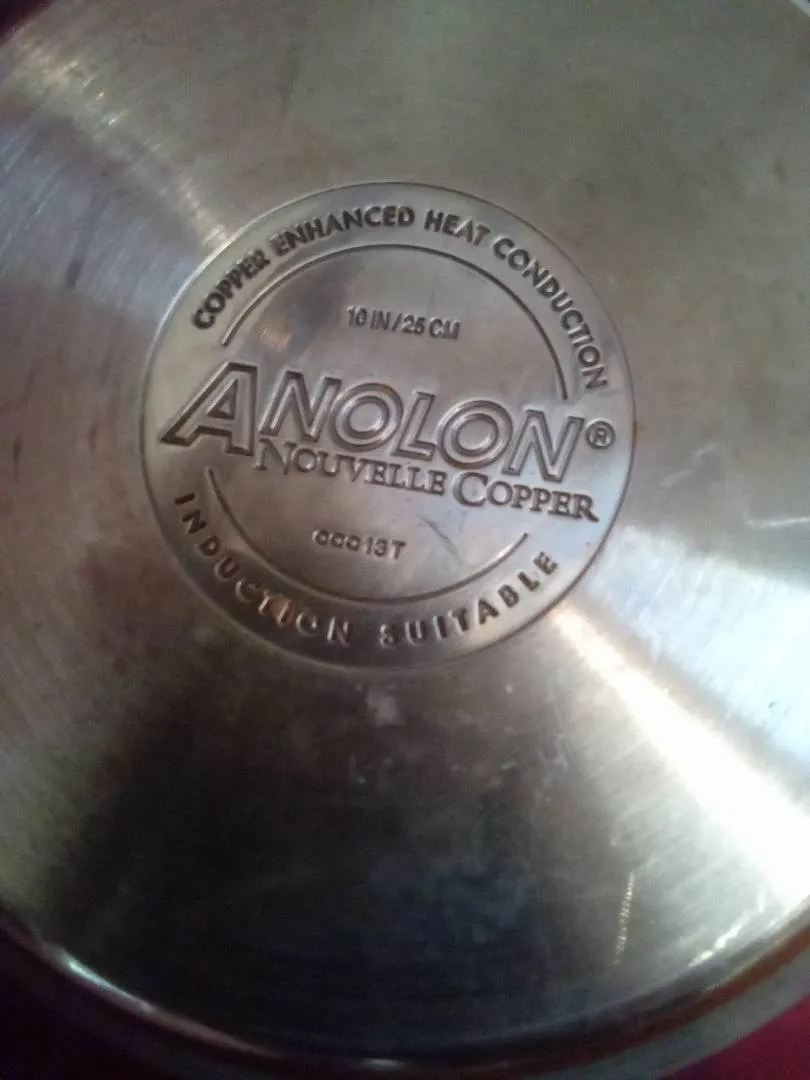 COPPER ENHANCED HEAT CONDUCTION
10 IN/25 CM
ANOLON®
NOUVELLE COPPER
INDUCTION SUITABLE